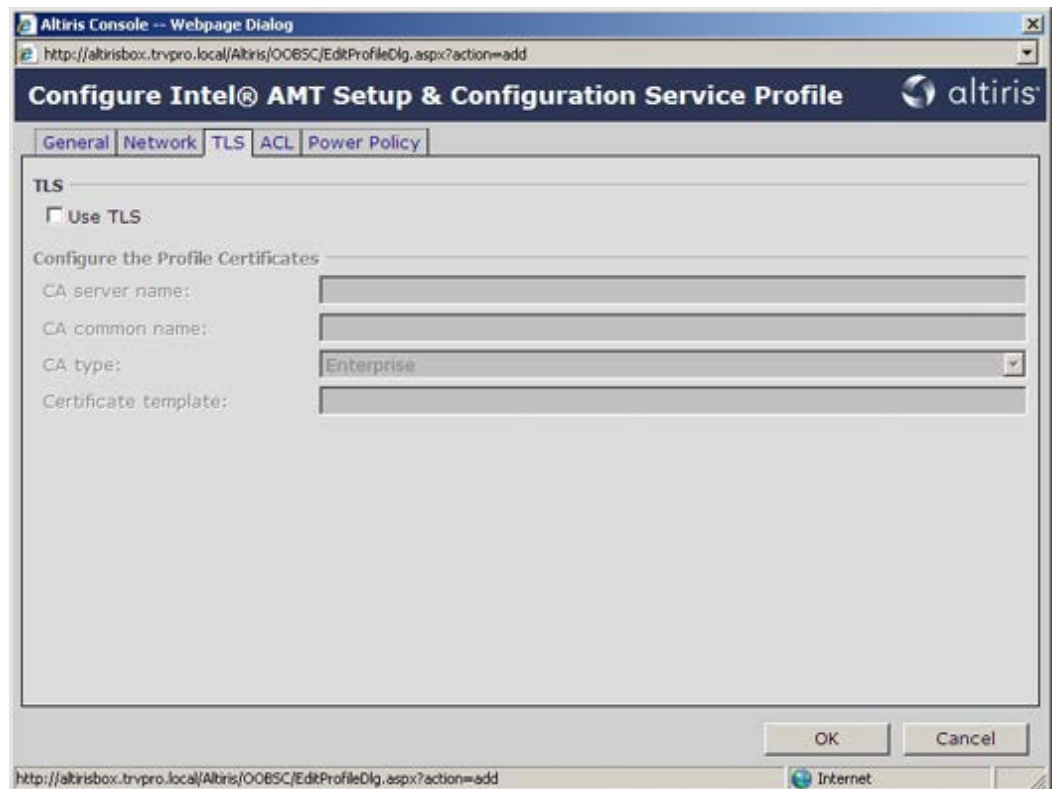 Altiris Console -- Webpage Dialog
http://altirisbox.trvpro.local/Altiris/OOBSC/EditProfileDlg.aspx?action=add
Configure Intel® AMT Setup & Configuration Service Profile altiris
General Network TLS ACL Power Policy
TLS
Use TLS
Configure the Profile Certificates
CA server name:
CA common name:
CA type: Enterprise
Certificate template:
OK Cancel
http://altirisbox.trvpro.local/Altiris/OOBSC/EditProfileDlg.aspx?action=add Internet